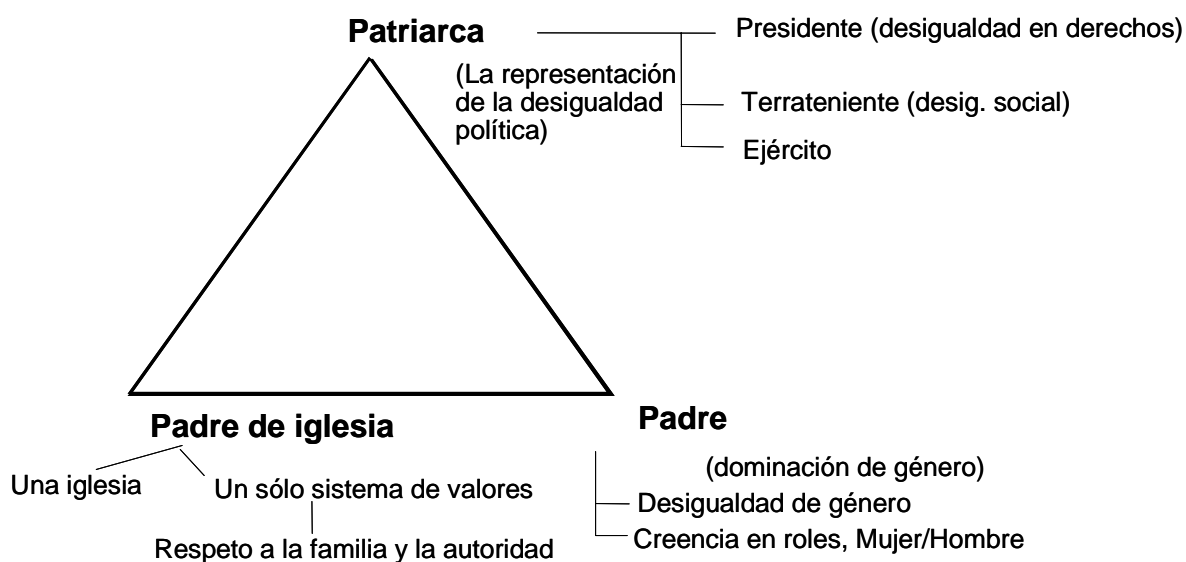 Patriarca
Presidente (desigualdad en derechos)
(La representación
de la desigualdad
política)
Terrateniente (desig. social)
Ejército
Padre de iglesia
Padre
Una iglesia
Un sólo sistema de valores
Respeto a la familia y la autoridad
(dominación de género)
Desigualdad de género
Creencia en roles, Mujer/Hombre